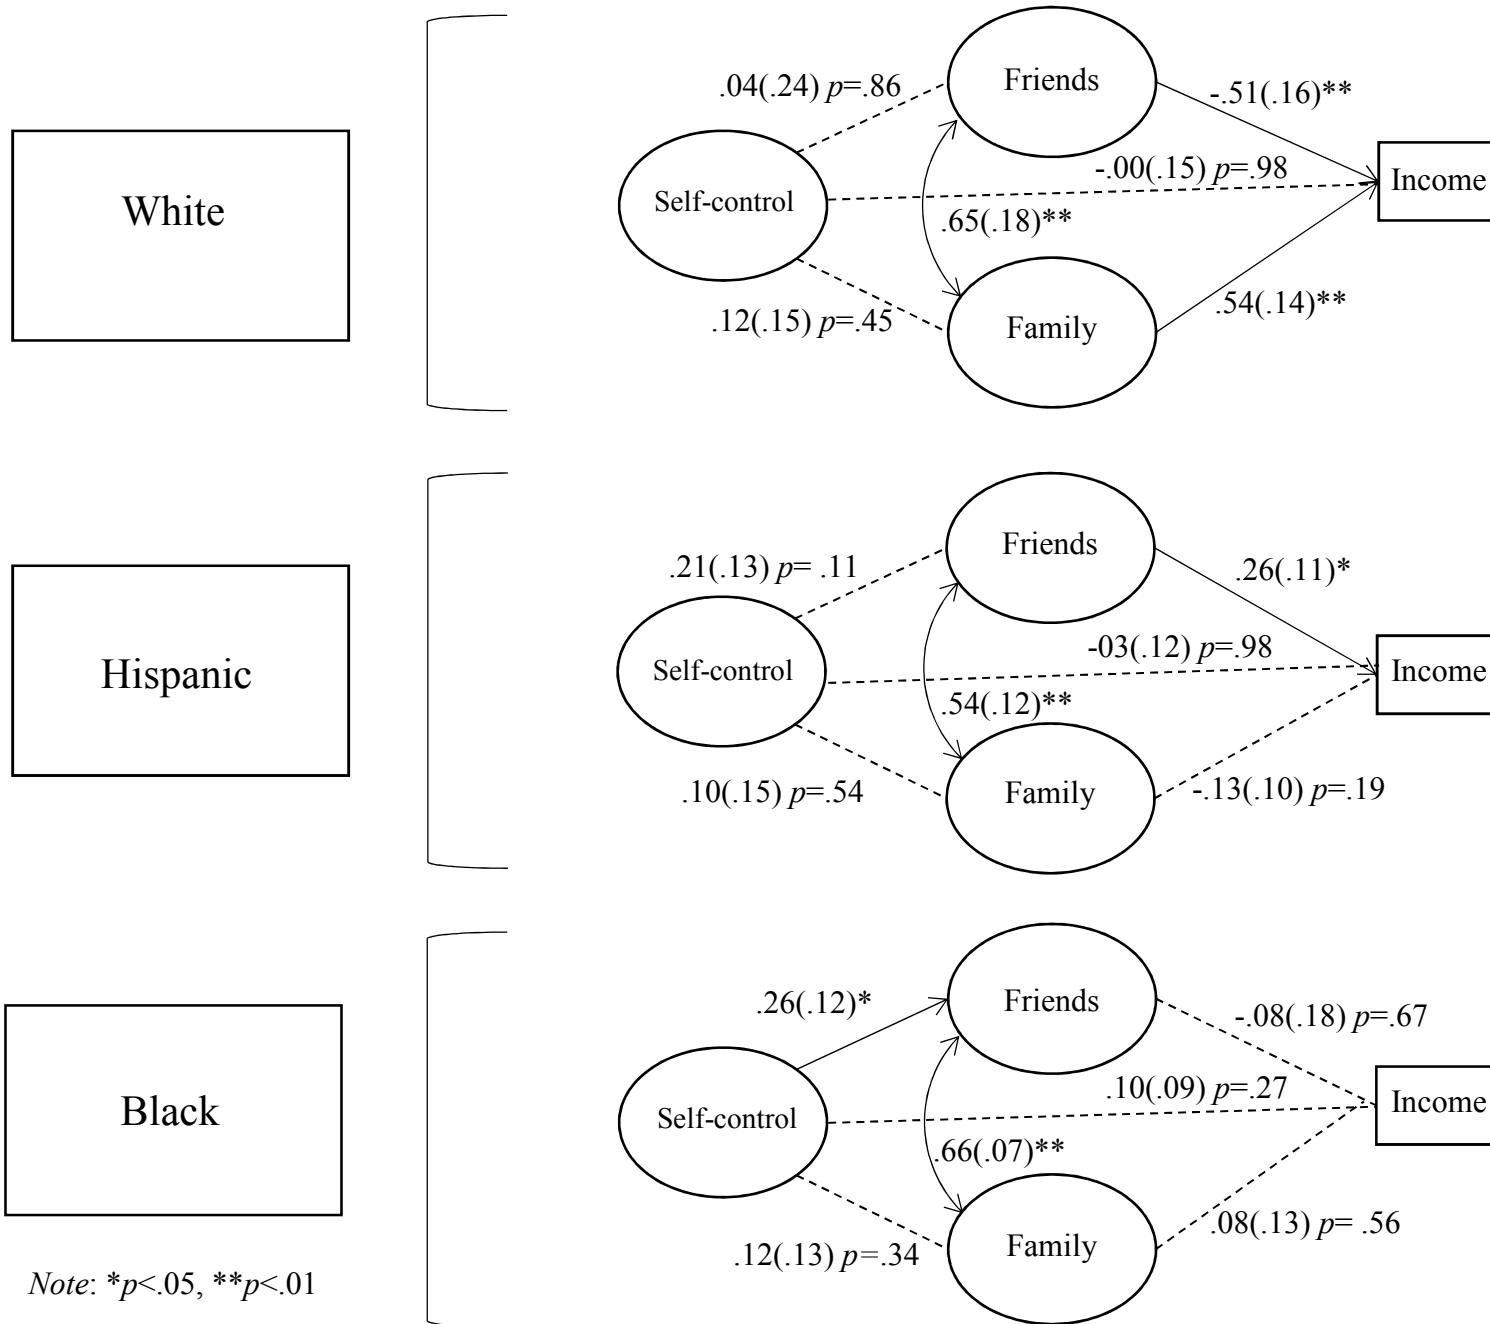 White
.04(.24) p=.86
Friends
-.51(.16)**
Self-control
-.00(.15) p=.98
Income
.65(.18)**
.12(.15) p=.45
Family
.54(.14)**
Hispanic
.21(.13) p= .11
Friends
.26(.11)*
Self-control
-03(.12) p=.98
Income
.54(.12)**
.10(.15) p=.54
Family
-.13(.10) p=.19
Black
.26(.12)*
Friends
-.08(.18) p=.67
Self-control
.10(.09) p=.27
Income
.66(.07)**
.12(.13) p=.34
Family
.08(.13) p= .56
Note: *p<.05, **p<.01